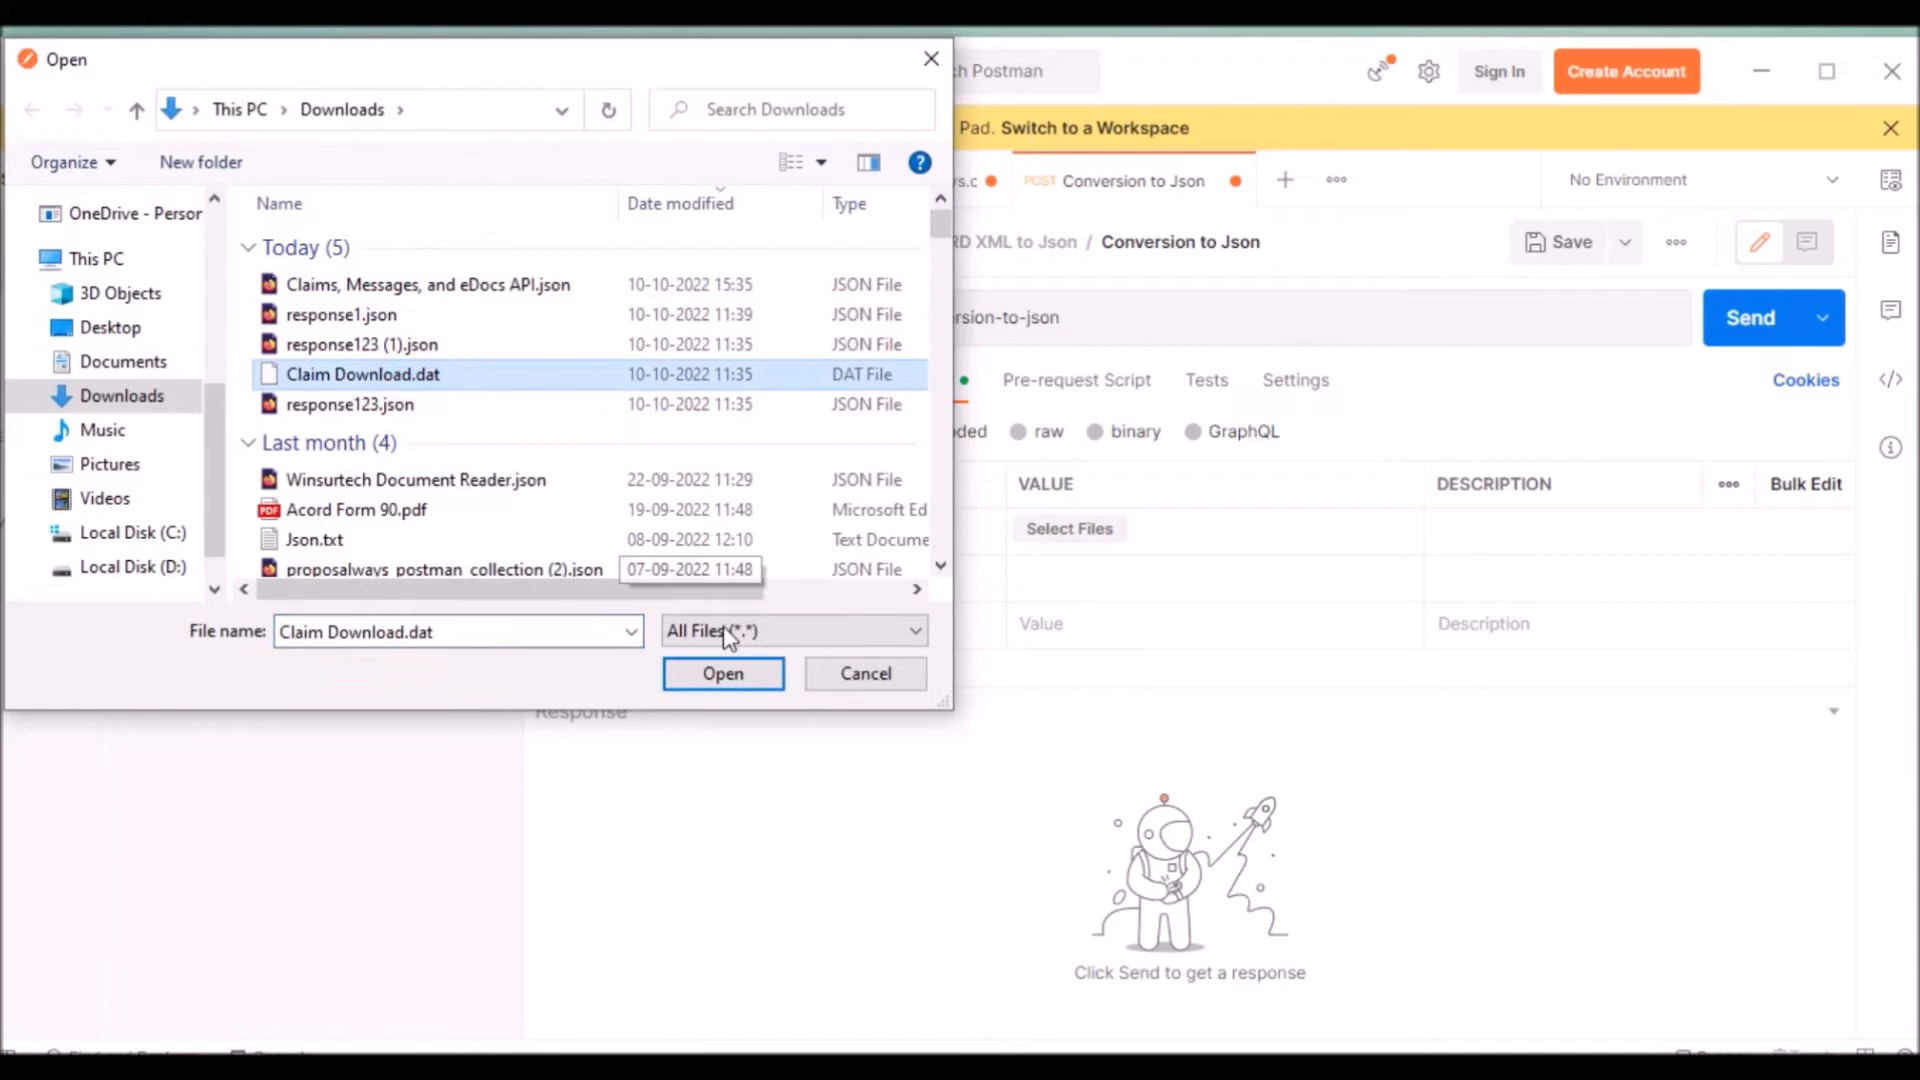 Open
This PC > Downloads >
Search Downloads
Organize
New folder
Name
Date modified
Type
OneDrive - Person
This PC
3D Objects
Desktop
Documents
Downloads
Music
Pictures
Videos
Local Disk (C:)
Local Disk (D:)
Today (5)
Claims, Messages, and eDocs API.json 10-10-2022 15:35 JSON File
response1.json 10-10-2022 11:39 JSON File
response123 (1).json 10-10-2022 11:35 JSON File
Claim Download.dat 10-10-2022 11:35 DAT File
response123.json 10-10-2022 11:35 JSON File
Last month (4)
Winsurtech Document Reader.json 22-09-2022 11:29 JSON File
Acord Form 90.pdf 19-09-2022 11:48 Microsoft Ed
Json.txt 08-09-2022 12:10 Text Docume
proposalways postman collection (2).json 07-09-2022 11:48 JSON File
File name: Claim Download.dat
All Files (*.*)
Open
Cancel
ch Postman
Sign In
Create Account
Pad. Switch to a Workspace
ws.c
POST Conversion to Json
No Environment
RD XML to Json / Conversion to Json
Save
rsion-to-json
Send
Pre-request Script
Tests
Settings
Cookies
oded
raw
binary
GraphQL
VALUE
DESCRIPTION
Bulk Edit
Select Files
Value
Description
Response
Click Send to get a response